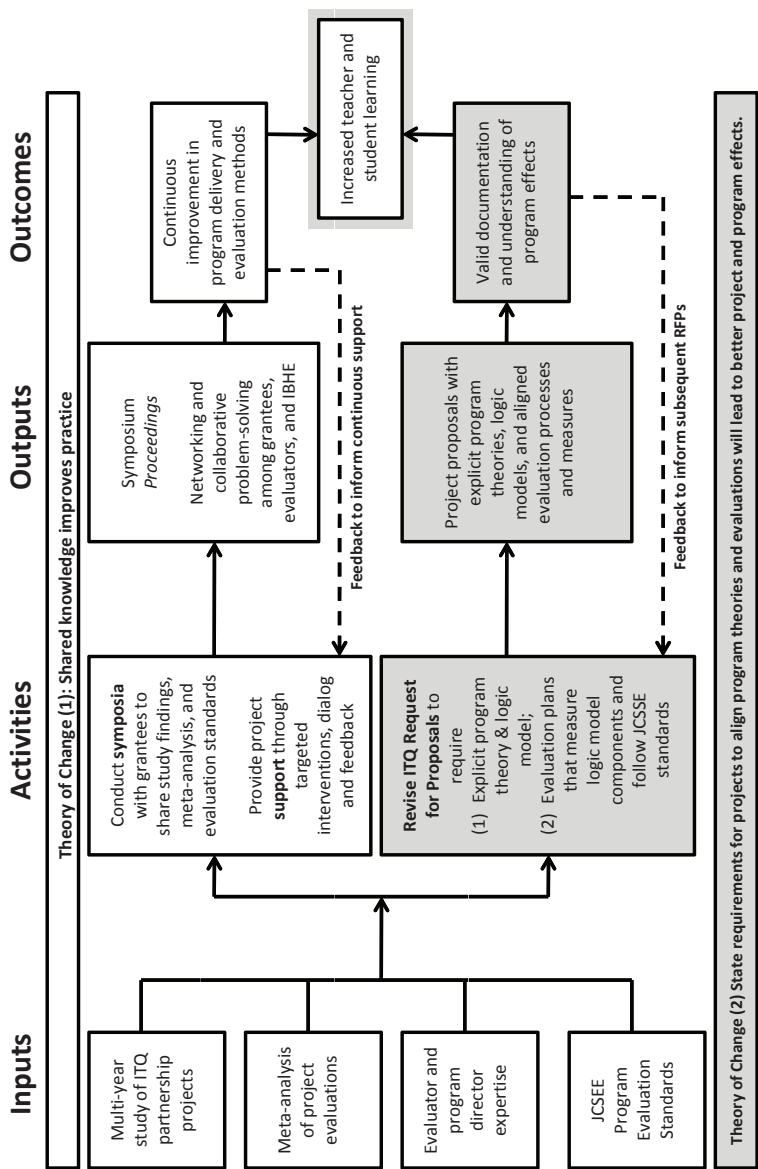 Inputs
Activities
Outputs
Outcomes
Theory of Change (1): Shared knowledge improves practice
Multi-year
study of ITQ
partnership
projects
Meta-analysis
of project
evaluations
Evaluator and
program
director
expertise
JCSEE
Program
Evaluation
Standards
Conduct symposia
with grantees to
share study findings,
meta-analysis, and
evaluation standards
Provide project
support through
targeted
interventions, dialog
and feedback
Revise ITQ Request
for Proposals to
require
(1) Explicit program
theory & logic
model;
(2) Evaluation plans
that measure
logic model
components and
follow JCSSE
standards
Symposium
Proceedings
Networking and
collaborative
problem-solving
among grantees,
evaluators, and IBHE
Feedback to inform continuous support
Project proposals with
explicit program
theories, logic
models, and aligned
evaluation processes
and measures
Feedback to inform subsequent RFPs
Continuous
improvement in
program delivery and
evaluation methods
Increased teacher and
student learning
Valid documentation
and understanding of
program effects
Theory of Change (2) State requirements for projects to align program theories and evaluations will lead to better project and program effects.